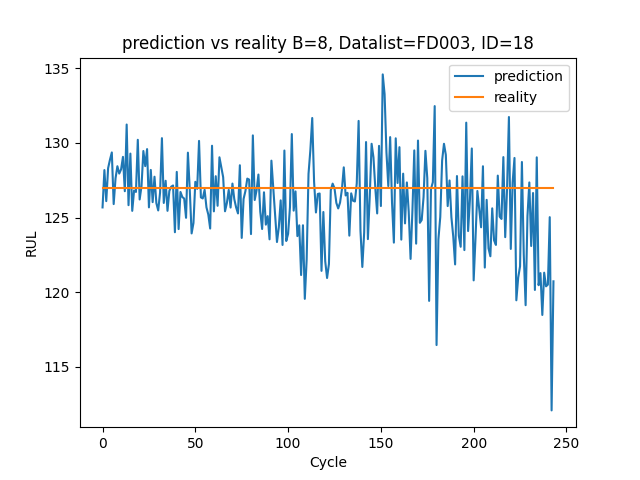 prediction vs reality B=8, Datalist=FD003, ID=18
prediction
reality
135
130
125
120
115
RUL
0 50 100 150 200 250
Cycle